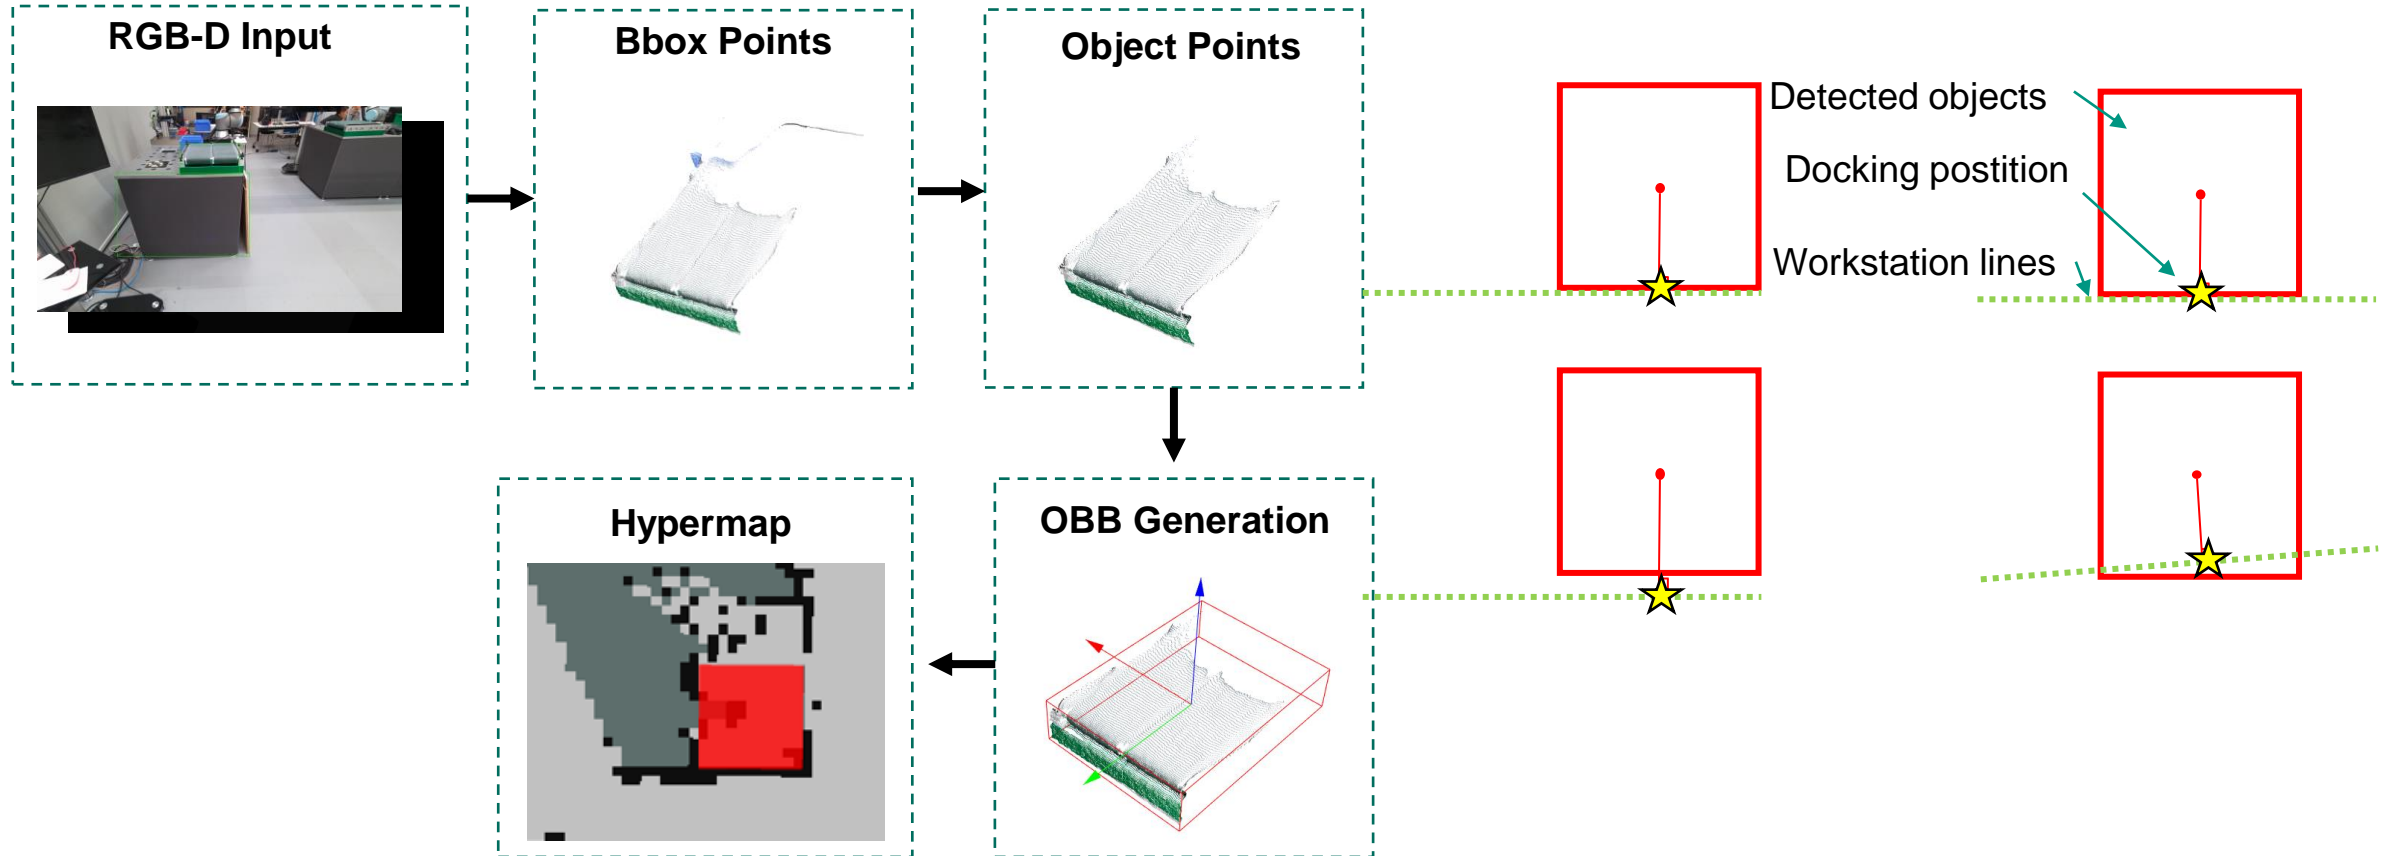 RGB-D Input
Bbox Points
Object Points
Detected objects
Docking postition
Workstation lines
Hypermap
OBB Generation